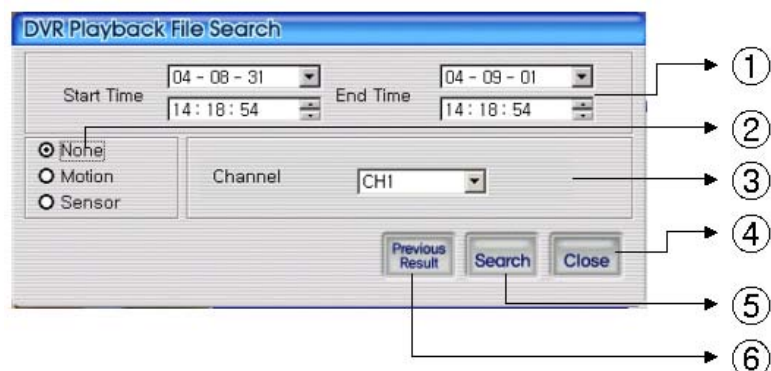 DVR Playback File Search
Start Time
04 - 08 - 31
14 : 18 : 54
End Time
04 - 09 - 01
14 : 18 : 54
①
None
Motion
Sensor
②
Channel
CH1
③
Previous
Result
Search
Close
④
⑤
⑥